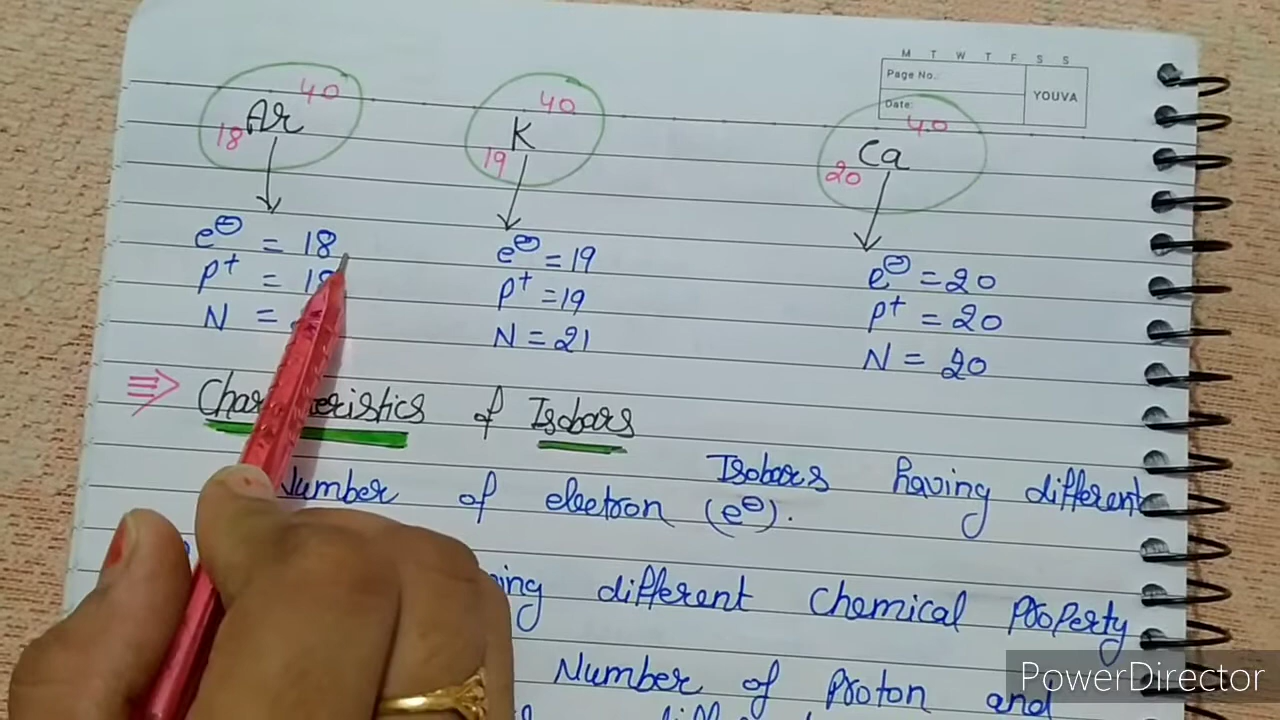 M T W T F S S
Page No.
Date:
YOUVA
40
Ar
18
40
K
19
40
Ca
20
e⊖ = 18
p+ = 18
N =
e⊖ = 19
p+ = 19
N = 21
e⊖ = 20
p+ = 20
N = 20
⇒ Characteristics of Isobars
Isobars having different
Number of electron (e⊖).
different Chemical Property
Number of Proton and
PowerDirector